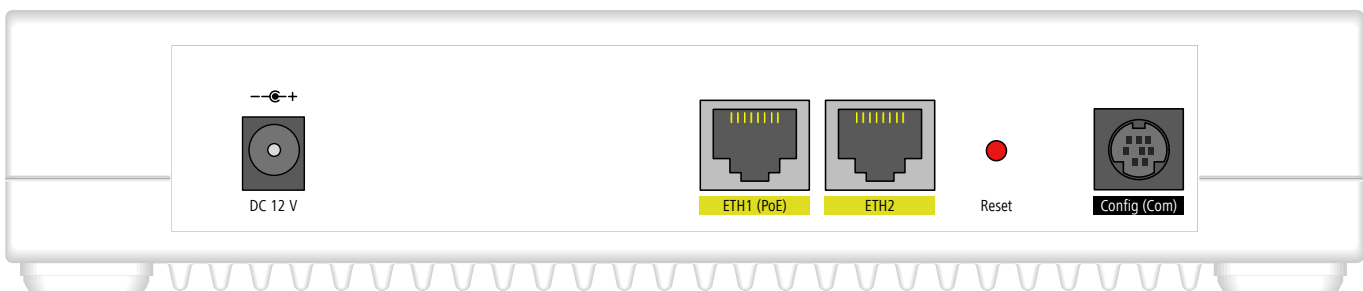 DC 12 V
ETH1 (PoE)
ETH2
Reset
Config (Com)